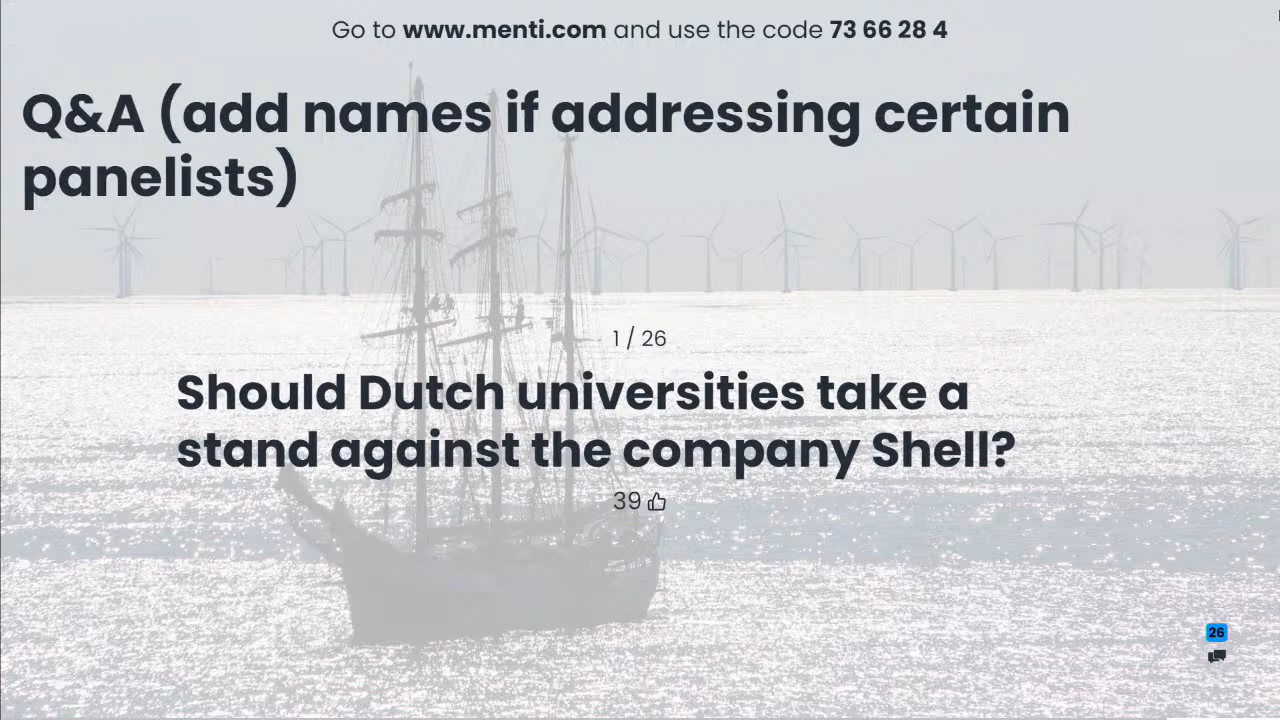 Go to www.menti.com and use the code 73 66 28 4
Q&A (add names if addressing certain
panelists)
1 / 26
Should Dutch universities take a
stand against the company Shell?
39
26